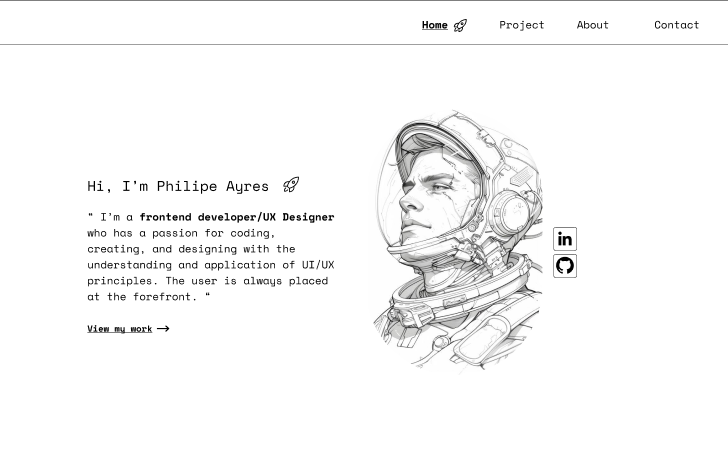 Home
Project
About
Contact
Hi, I'm Philipe Ayres
“ I'm a frontend developer/UX Designer
who has a passion for coding,
creating, and designing with the
understanding and application of UI/UX
principles. The user is always placed
at the forefront. “
View my work
in